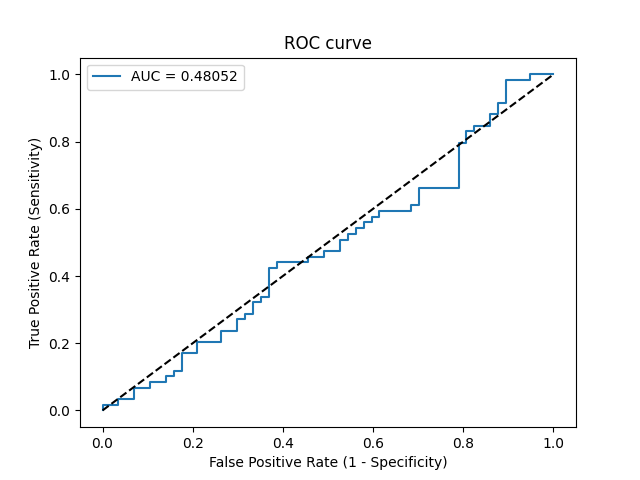 ROC curve
AUC = 0.48052
True Positive Rate (Sensitivity)
1.0
0.8
0.6
0.4
0.2
0.0
0.0 0.2 0.4 0.6 0.8 1.0
False Positive Rate (1 - Specificity)